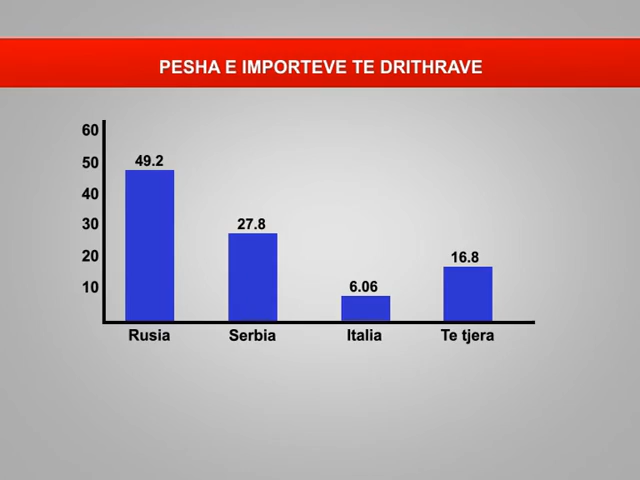 PESHA E IMPORTEVE TE DRITHRAVE
60
50
40
30
20
10
49.2
27.8
6.06
16.8
Rusia
Serbia
Italia
Te tjera